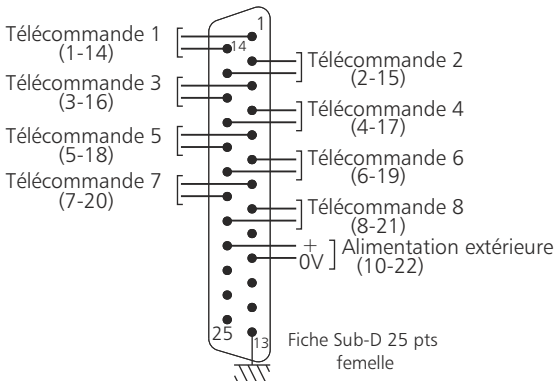 1
Télécommande 1
(1-14)
14
Télécommande 2
(2-15)
Télécommande 3
(3-16)
Télécommande 4
(4-17)
Télécommande 5
(5-18)
Télécommande 6
(6-19)
Télécommande 7
(7-20)
Télécommande 8
(8-21)
+
0V
Alimentation extérieure
(10-22)
25
13
Fiche Sub-D 25 pts
femelle